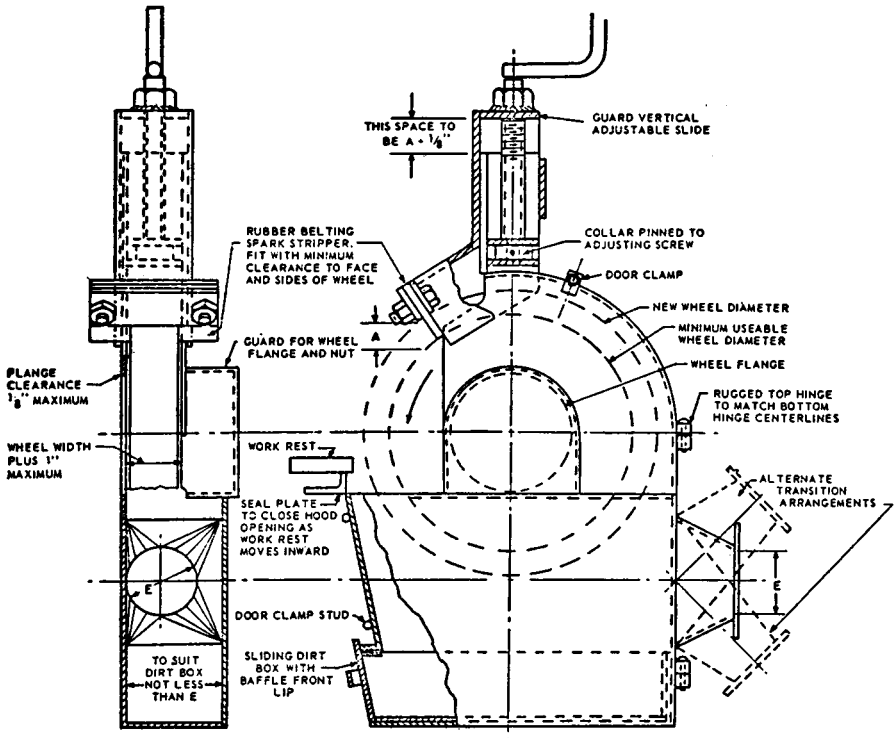 THIS SPACE TO
BE A + 1/8"
GUARD VERTICAL
ADJUSTABLE SLIDE
RUBBER BELTING
SPARK STRIPPER.
FIT WITH MINIMUM
CLEARANCE TO FACE
AND SIDES OF WHEEL
COLLAR PINNED TO
ADJUSTING SCREW
DOOR CLAMP
NEW WHEEL DIAMETER
MINIMUM USEABLE
WHEEL DIAMETER
WHEEL FLANGE
A
GUARD FOR WHEEL
FLANGE AND NUT
FLANGE
CLEARANCE
1/8" MAXIMUM
RUGGED TOP HINGE
TO MATCH BOTTOM
HINGE CENTERLINES
WHEEL WIDTH
PLUS 1"
MAXIMUM
WORK REST
ALTERNATE
TRANSITION
ARRANGEMENTS
SEAL PLATE
TO CLOSE HOOD
OPENING AS
WORK REST
MOVES INWARD
E
E
DOOR CLAMP STUD
SLIDING DIRT
BOX WITH
BAFFLE FRONT
LIP
TO SUIT
DIRT BOX
NOT LESS
THAN E